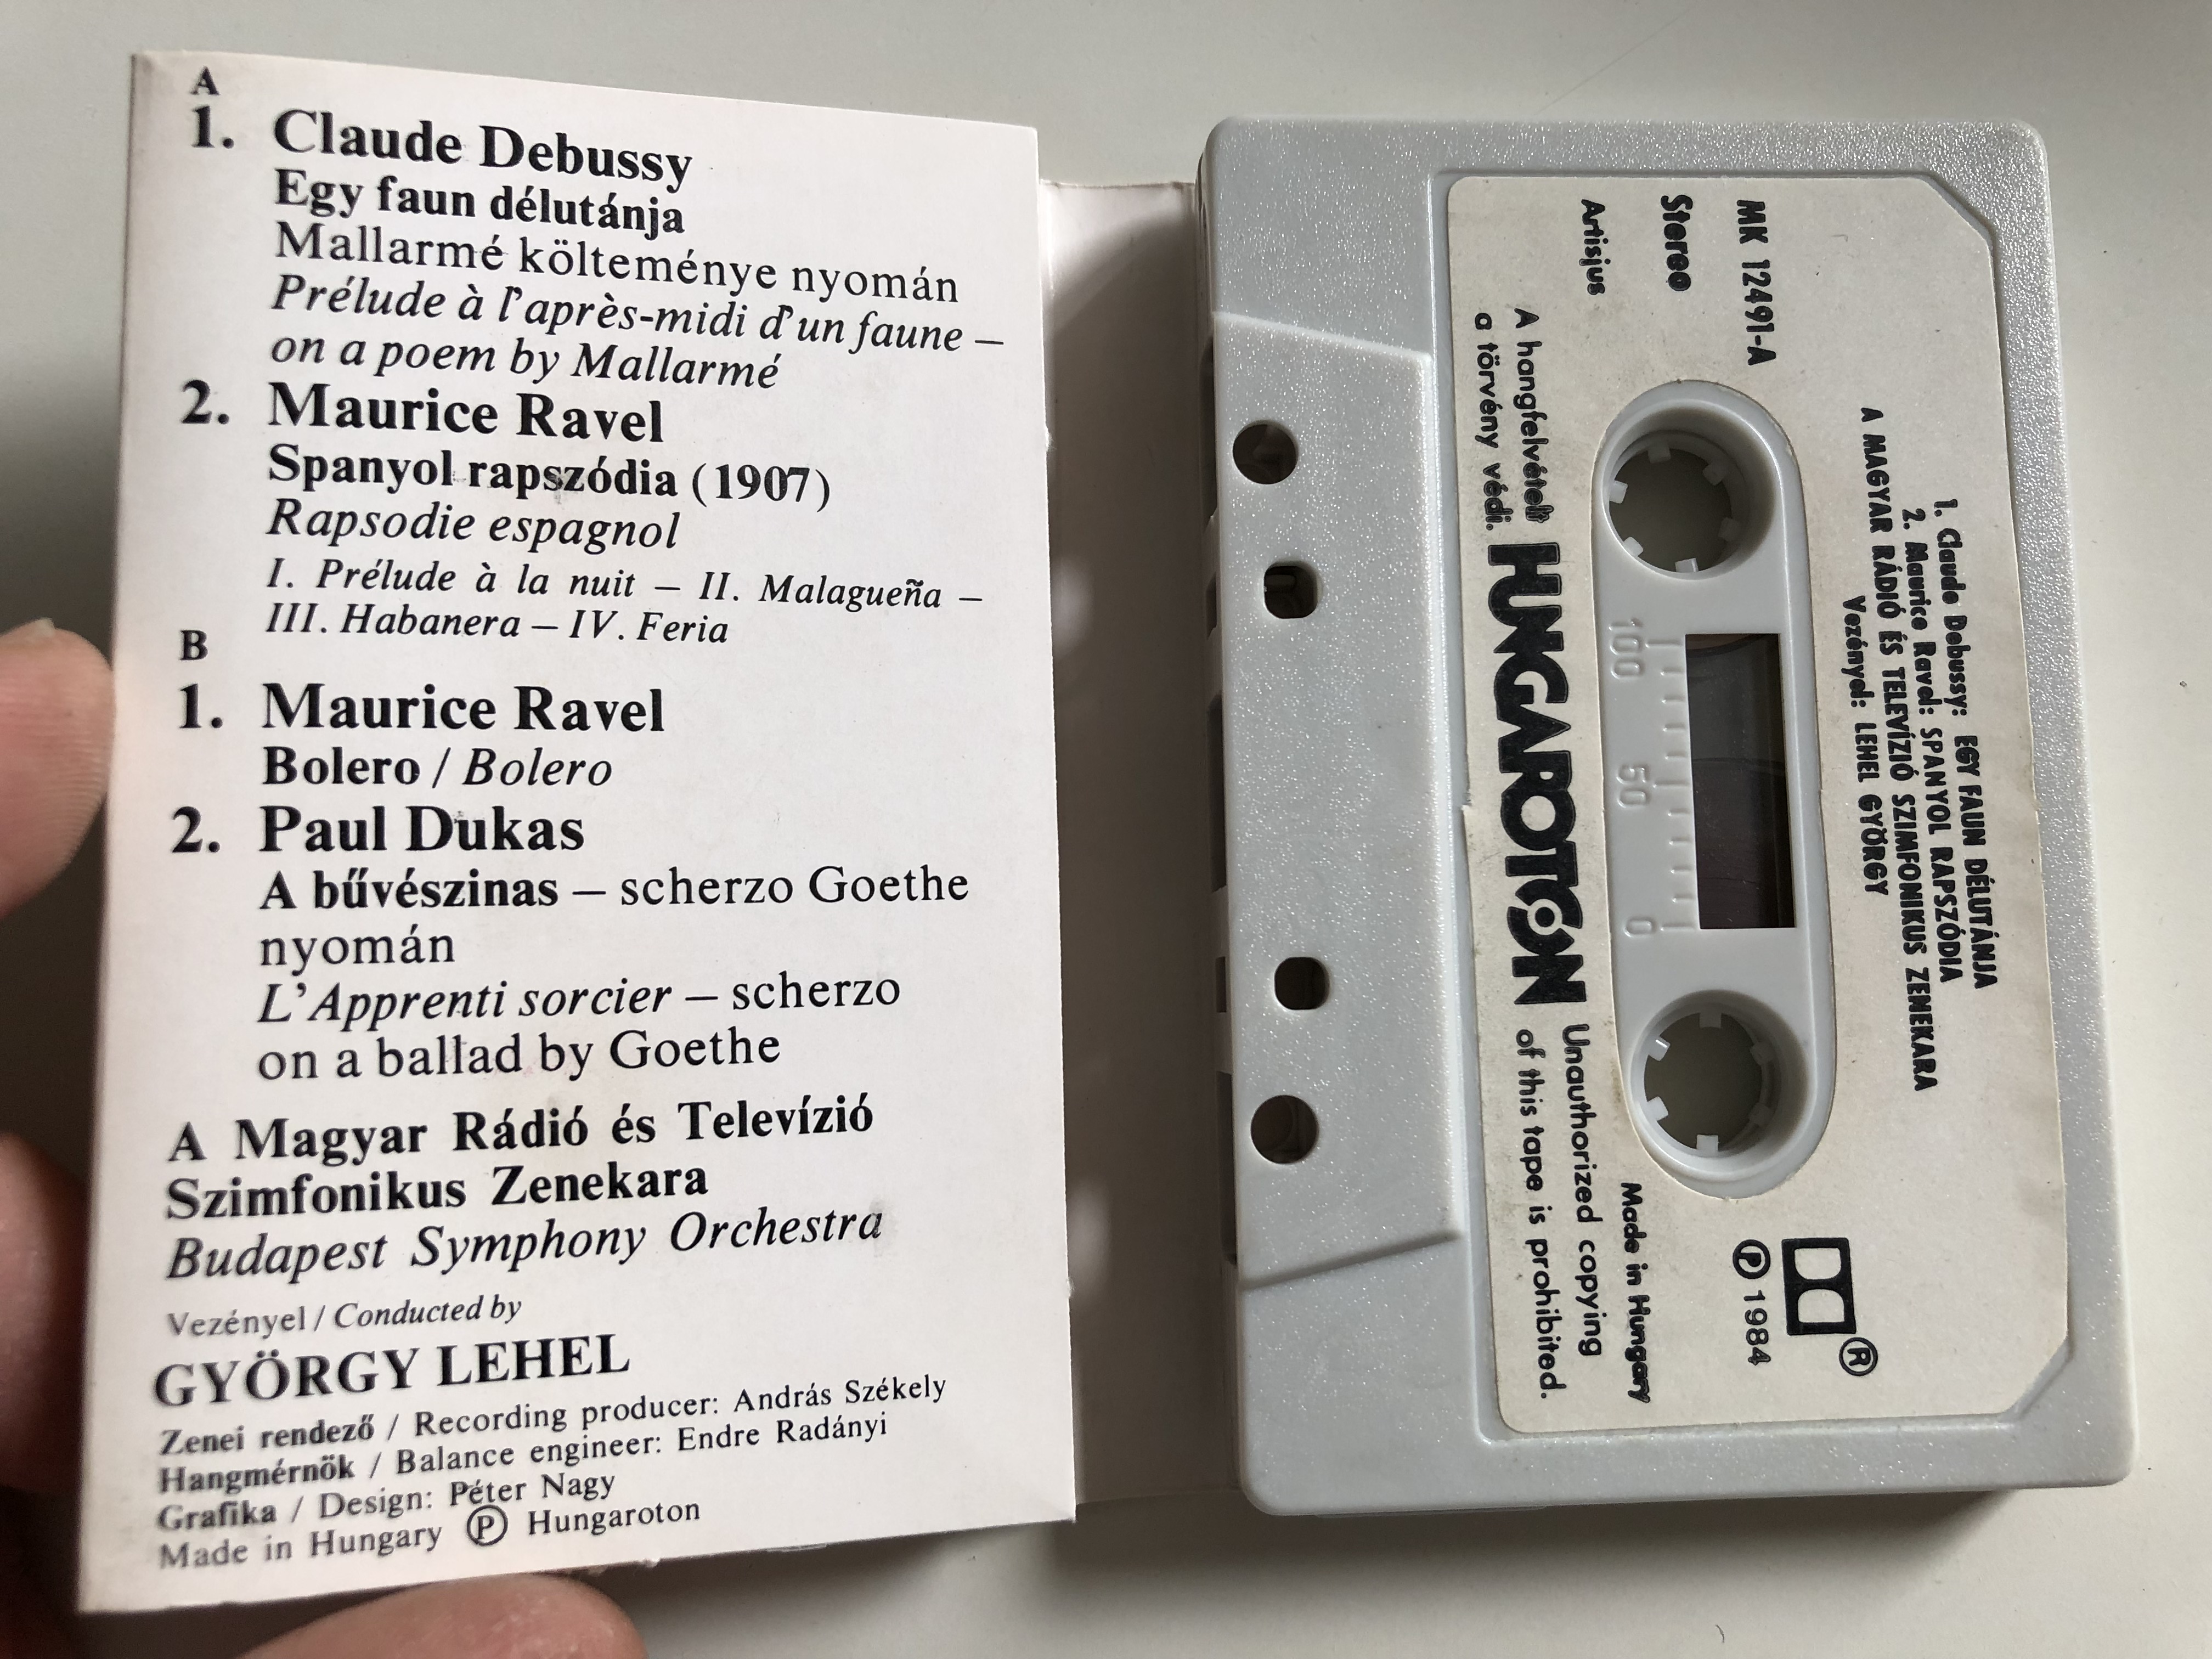 A
1. Claude Debussy
Egy faun délutánja
Mallarmé költeménye nyomán
Prélude à l'après-midi d'un faune –
on a poem by Mallarmé
2. Maurice Ravel
Spanyol rapszódia (1907)
Rapsodie espagnol
I. Prélude à la nuit – II. Malagueña –
III. Habanera – IV. Feria
B
1. Maurice Ravel
Bolero / Bolero
2. Paul Dukas
A bűvészinas – scherzo Goethe
nyomán
L'Apprenti sorcier – scherzo
on a ballad by Goethe
A Magyar Rádió és Televízió
Szimfonikus Zenekara
Budapest Symphony Orchestra
Vezényel / Conducted by
GYÖRGY LEHEL
Zenei rendező / Recording producer: András Székely
Hangmérnök / Balance engineer: Endre Radányi
Grafika / Design: Péter Nagy
Made in Hungary Ⓟ Hungaroton
1. Claude Debussy: EGY FAUN DÉLUTÁNJA
2. Maurice Ravel: SPANYOL RAPSZÓDIA
A MAGYAR RÁDIÓ ÉS TELEVÍZIÓ SZIMFONIKUS ZENEKARA
Vezényel: LEHEL GYÖRGY
MK 12491-A
Stereo
Artisjus
®
Ⓟ 1984
100 50 0
Made in Hungary
A hangfelvételt
a törvény védi.
HUNGAROTON
Unauthorized copying
of this tape is prohibited.